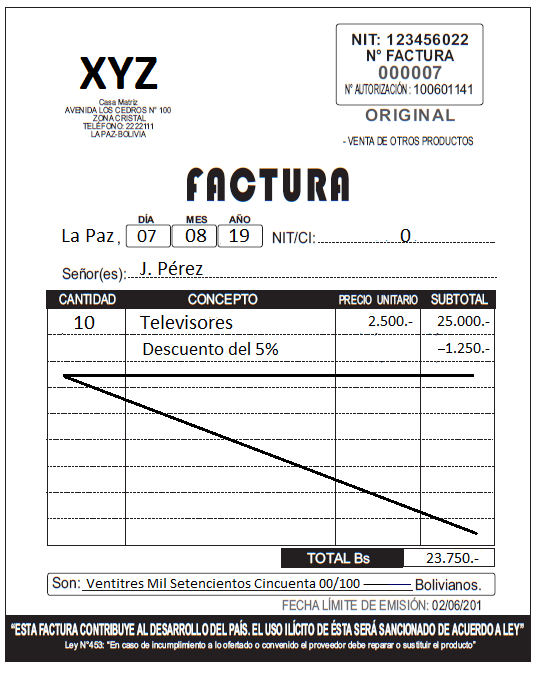 XYZ
Casa Matriz
AVENIDA LOS CEDROS N° 100
ZONA CRISTAL
TELÉFONO: 2222111
LA PAZ-BOLIVIA
NIT: 123456022
N° FACTURA
000007
N° AUTORIZACIÓN : 100601141
ORIGINAL
- VENTA DE OTROS PRODUCTOS
FACTURA
DÍA MES AÑO
La Paz , 07 08 19 NIT/CI: 0
Señor(es): J. Pérez
CANTIDAD CONCEPTO PRECIO UNITARIO SUBTOTAL
10 Televisores 2.500.- 25.000.-
Descuento del 5% –1.250.-
TOTAL Bs 23.750.-
Son: Ventitres Mil Setencientos Cincuenta 00/100 ———— Bolivianos.
FECHA LÍMITE DE EMISIÓN: 02/06/201
“ESTA FACTURA CONTRIBUYE AL DESARROLLO DEL PAÍS. EL USO ILÍCITO DE ÉSTA SERÁ SANCIONADO DE ACUERDO A LEY”
Ley N°453: “En caso de incumplimiento a lo ofertado o convenido el proveedor debe reparar o sustituir el producto”